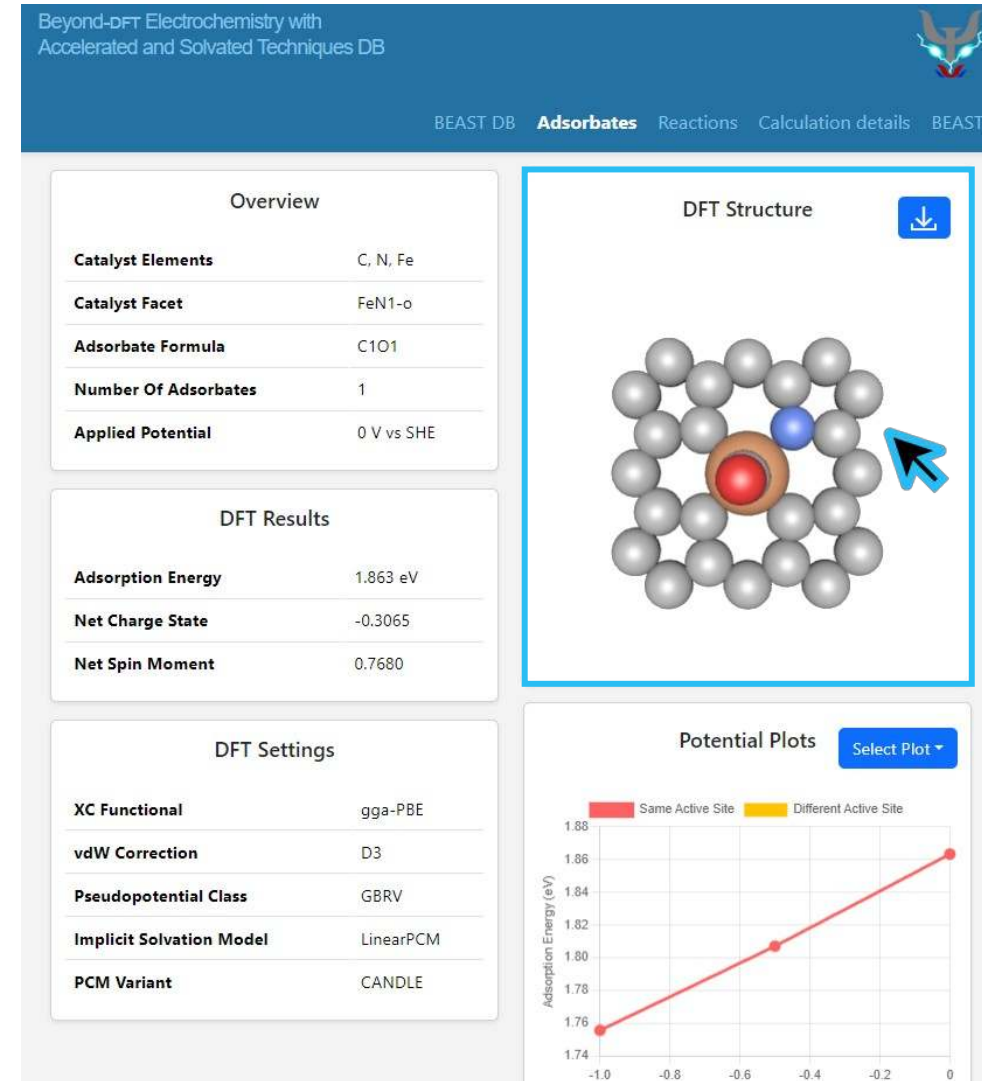 Beyond-DFT Electrochemistry with
Accelerated and Solvated Techniques DB
BEAST DB Adsorbates Reactions Calculation details BEAST
Overview
Catalyst Elements C, N, Fe
Catalyst Facet FeN1-o
Adsorbate Formula C1O1
Number Of Adsorbates 1
Applied Potential 0 V vs SHE
DFT Results
Adsorption Energy 1.863 eV
Net Charge State -0.3065
Net Spin Moment 0.7680
DFT Settings
XC Functional gga-PBE
vdW Correction D3
Pseudopotential Class GBRV
Implicit Solvation Model LinearPCM
PCM Variant CANDLE
DFT Structure
Potential Plots Select Plot
Same Active Site Different Active Site
Adsorption Energy (eV)
1.88
1.86
1.84
1.82
1.80
1.78
1.76
1.74
-1.0 -0.8 -0.6 -0.4 -0.2 0